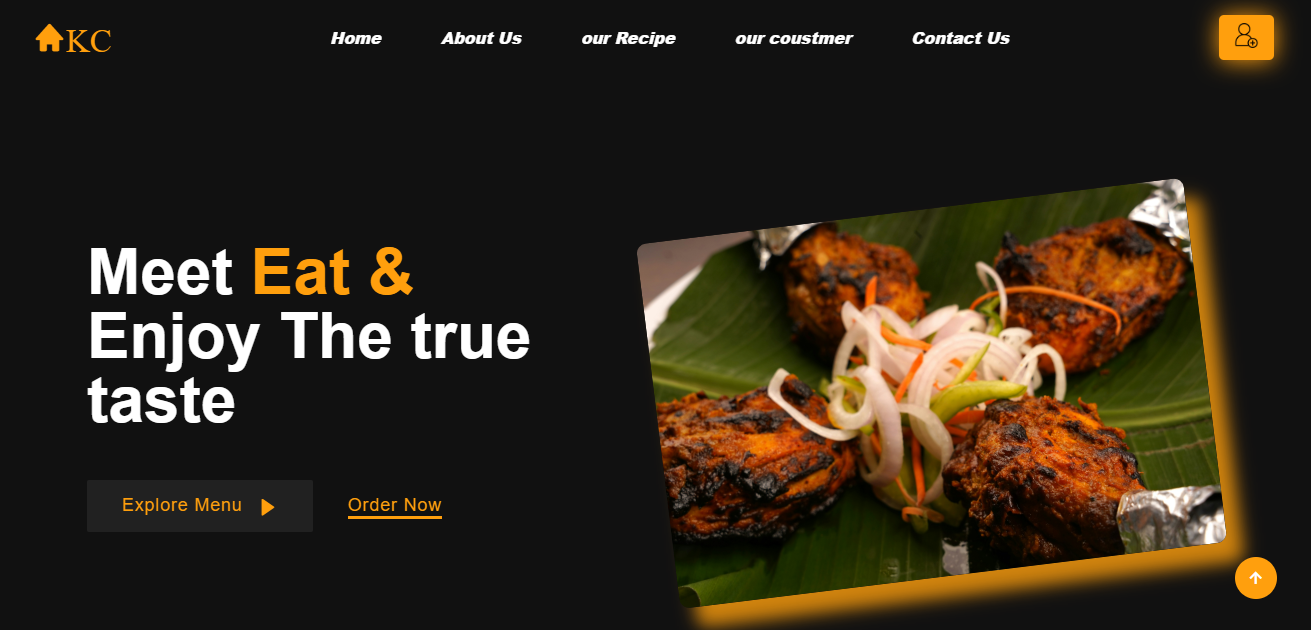 KC
Home
About Us
our Recipe
our coustmer
Contact Us
Meet Eat &
Enjoy The true
taste
Explore Menu
Order Now